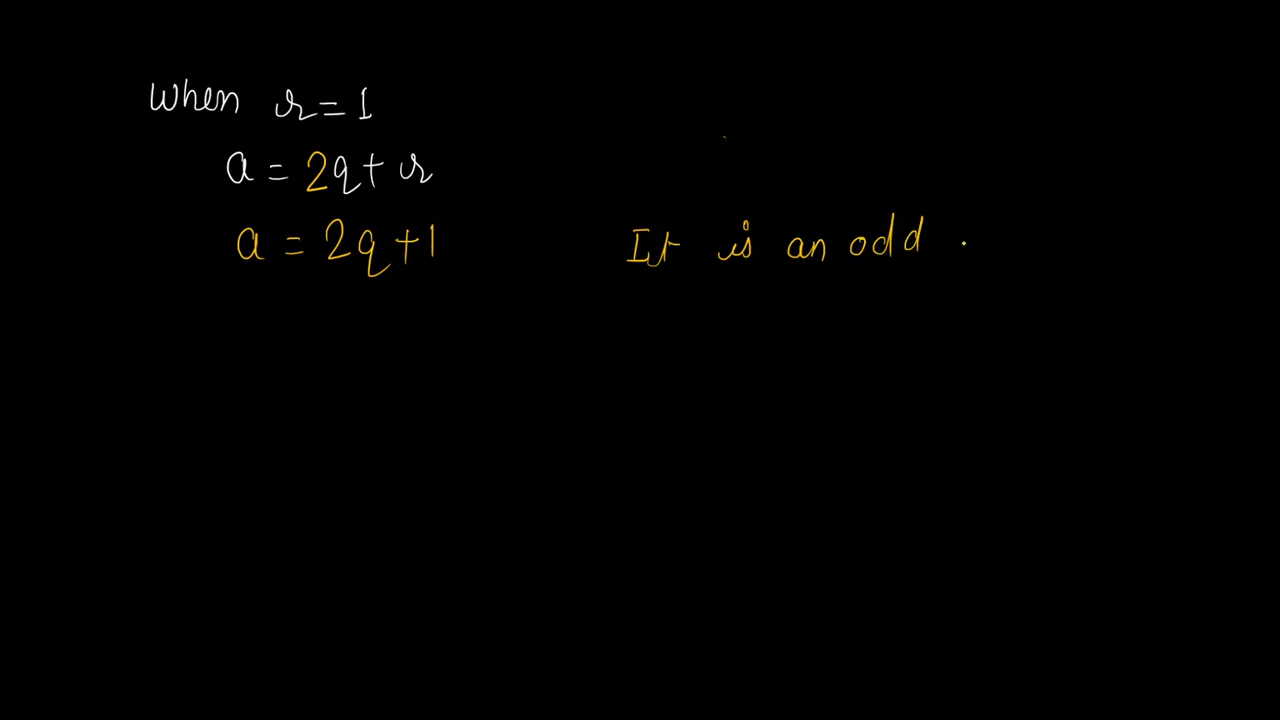 When r=1
a = 2q+ r
a = 2q+1 It is an odd .